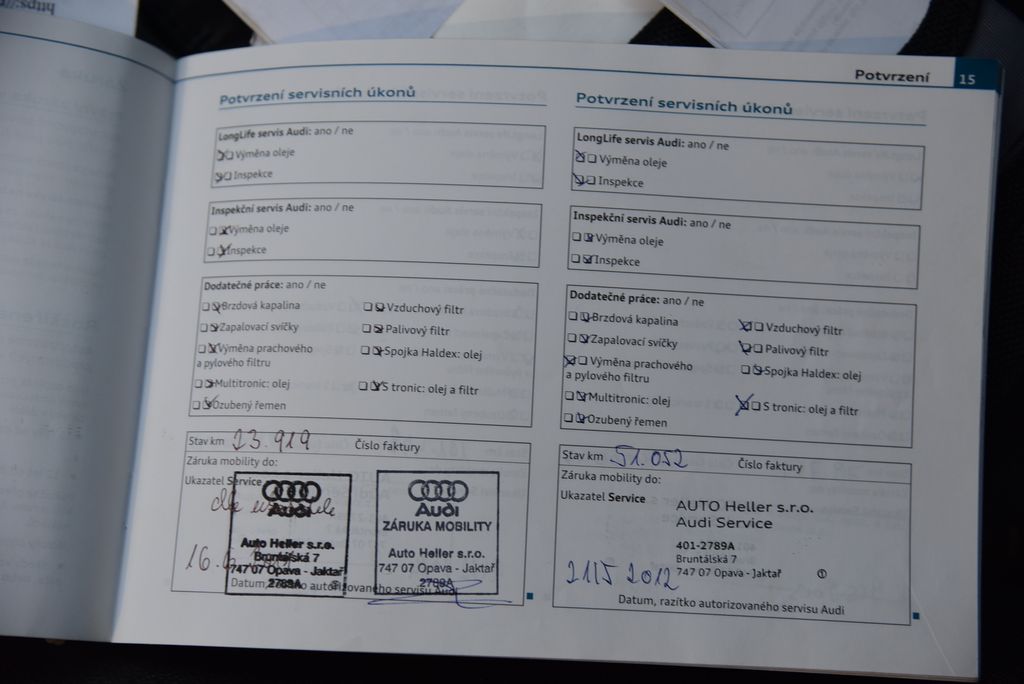 Potvrzení 15
Potvrzení servisních úkonů
LongLife servis Audi: ano / ne
Výměna oleje
Inspekce
Inspekční servis Audi: ano / ne
Výměna oleje
Inspekce
Dodatečné práce: ano / ne
Brzdová kapalina
Zapalovací svíčky
Výměna prachového
a pylového filtru
Multitronic: olej
Ozubený řemen
Vzduchový filtr
Palivový filtr
Spojka Haldex: olej
S tronic: olej a filtr
Stav km 23.919 Číslo faktury
Záruka mobility do:
Ukazatel Service
Audi
Auto Heller s.r.o.
Bruntálská 7
747 07 Opava - Jaktař
2789A
Audi
ZÁRUKA MOBILITY
Auto Heller s.r.o.
747 07 Opava - Jaktař
2789A
Datum, razítko autorizovaného servisu Audi
Potvrzení servisních úkonů
LongLife servis Audi: ano / ne
Výměna oleje
Inspekce
Inspekční servis Audi: ano / ne
Výměna oleje
Inspekce
Dodatečné práce: ano / ne
Brzdová kapalina
Zapalovací svíčky
Výměna prachového
a pylového filtru
Multitronic: olej
Ozubený řemen
Vzduchový filtr
Palivový filtr
Spojka Haldex: olej
S tronic: olej a filtr
Stav km 51.052 Číslo faktury
Záruka mobility do:
Ukazatel Service
AUTO Heller s.r.o.
Audi Service
401-2789A
Bruntálská 7
747 07 Opava - Jaktař ①
21/5 2012
Datum, razítko autorizovaného servisu Audi